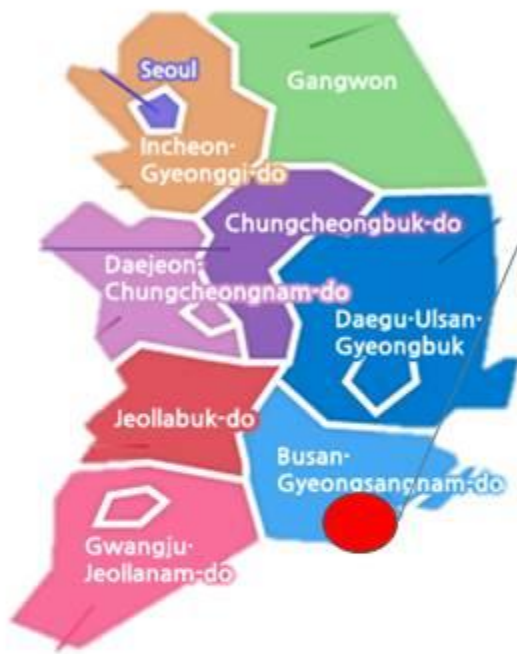 Seoul
Gangwon
Incheon·
Gyeonggi-do
Chungcheongbuk-do
Daejeon·
Chungcheongnam-do
Daegu·Ulsan·
Gyeongbuk
Jeollabuk-do
Busan·
Gyeongsangnam-do
Gwangju·
Jeollanam-do